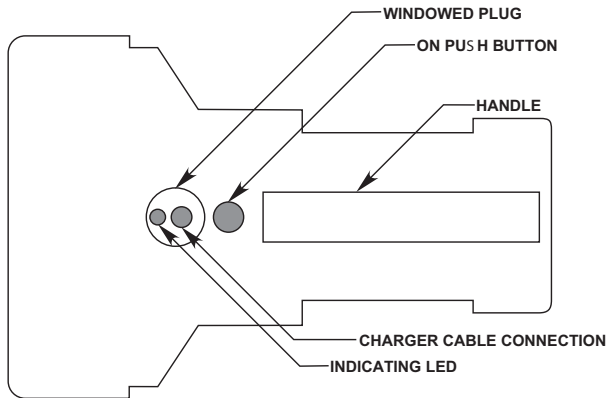 WINDOWED PLUG
ON PUSH BUTTON
HANDLE
CHARGER CABLE CONNECTION
INDICATING LED